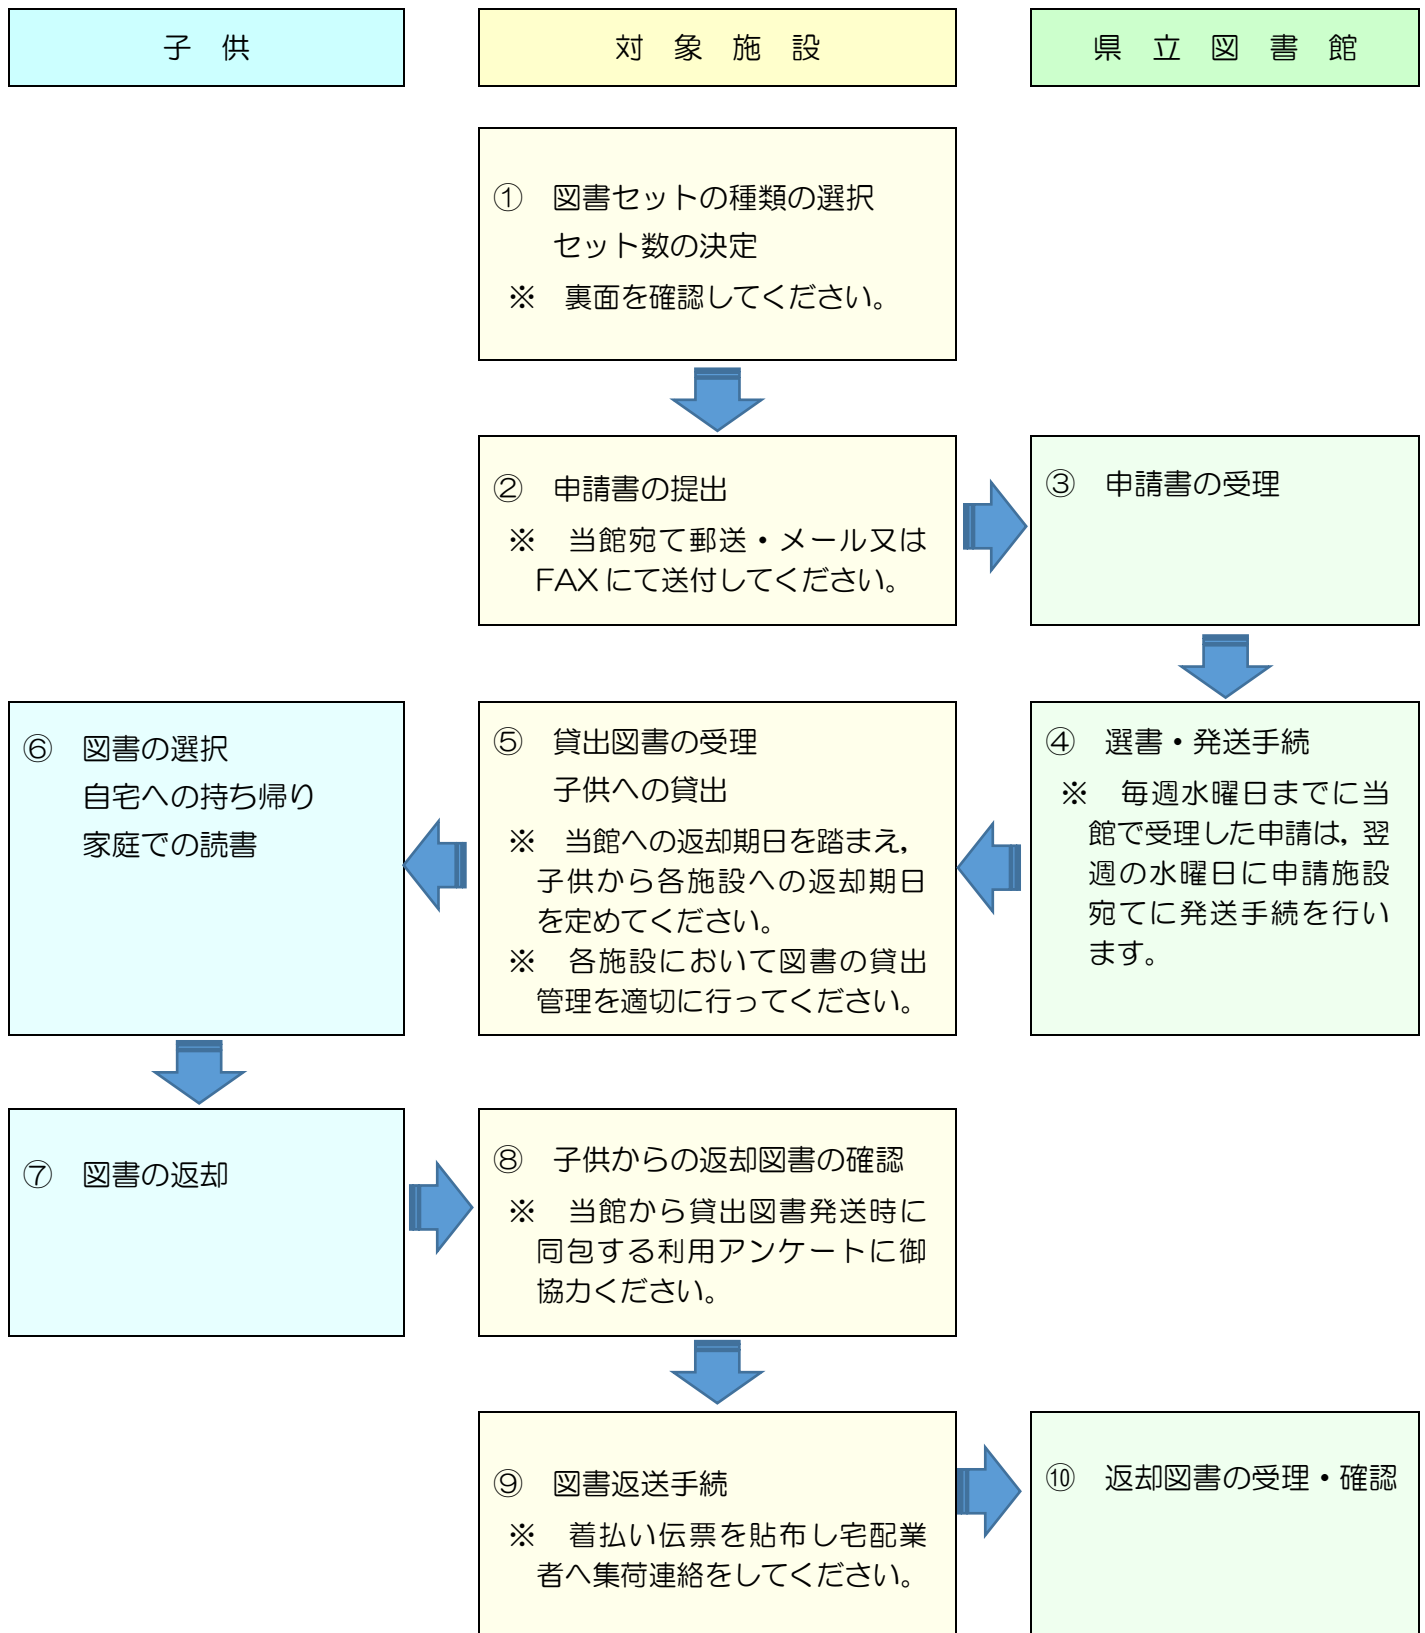 子　供
対　象　施　設
県　立　図　書　館
①　図書セットの種類の選択
セット数の決定
※　裏面を確認してください。
②　申請書の提出
※　当館宛て郵送・メール又は
FAXにて送付してください。
③　申請書の受理
④　選書・発送手続
※　毎週水曜日までに当
館で受理した申請は，翌
週の水曜日に申請施設
宛てに発送手続を行い
ます。
⑤　貸出図書の受理
子供への貸出
※　当館への返却期日を踏まえ，
子供から各施設への返却期日
を定めてください。
※　各施設において図書の貸出
管理を適切に行ってください。
⑥　図書の選択
自宅への持ち帰り
家庭での読書
⑦　図書の返却
⑧　子供からの返却図書の確認
※　当館から貸出図書発送時に
同包する利用アンケートに御
協力ください。
⑨　図書返送手続
※　着払い伝票を貼布し宅配業
者へ集荷連絡をしてください。
⑩　返却図書の受理・確認